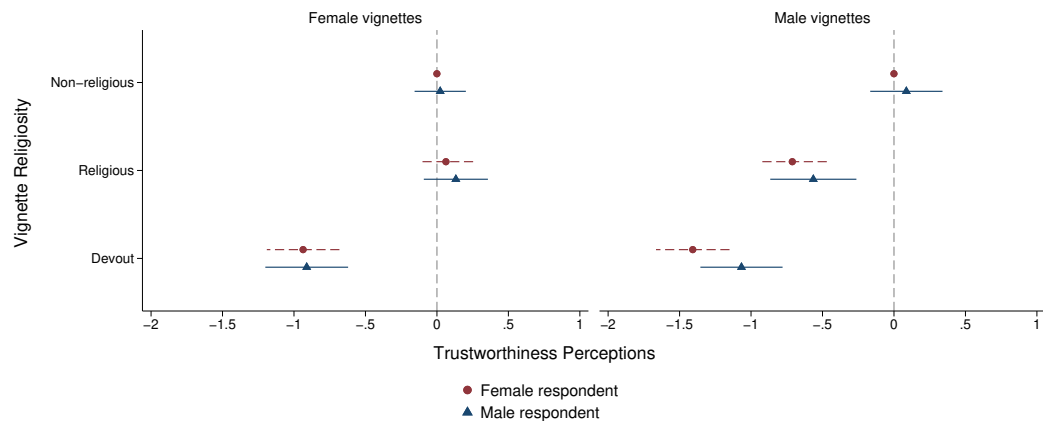 Female vignettes
Male vignettes
Vignette Religiosity
Non−religious
Religious
Devout
−2 −1.5 −1 −.5 0 .5 1
−2 −1.5 −1 −.5 0 .5 1
Trustworthiness Perceptions
Female respondent
Male respondent